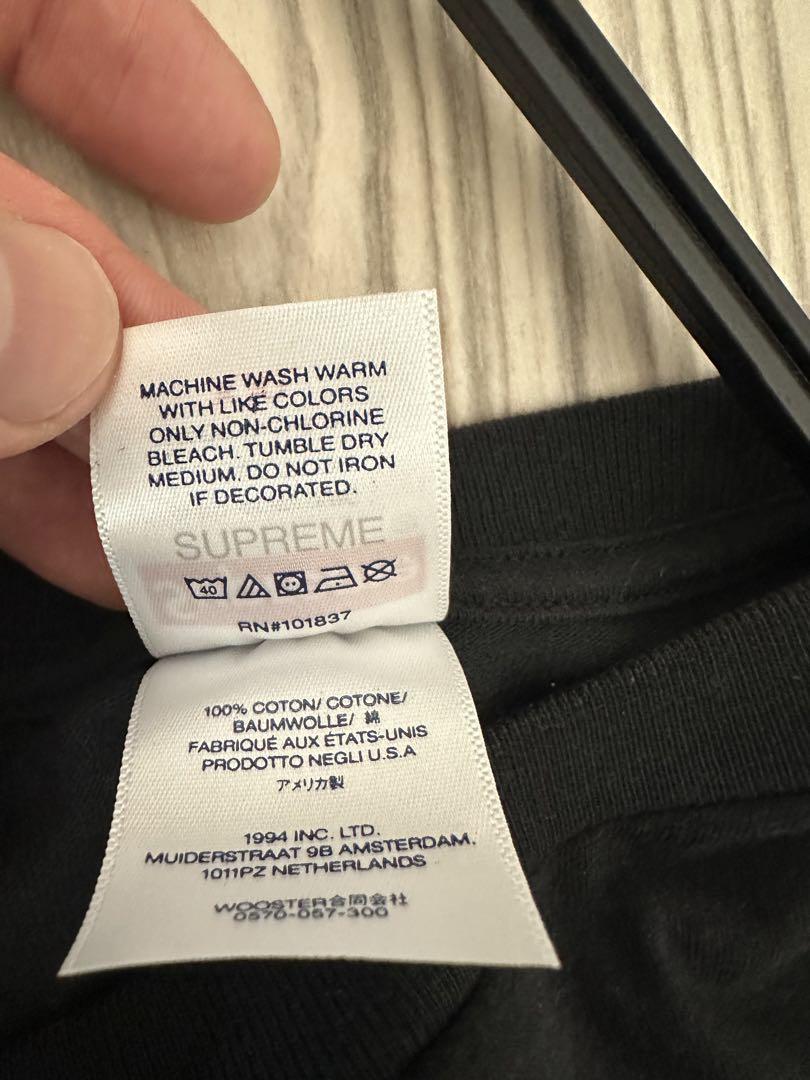 MACHINE WASH WARM
WITH LIKE COLORS
ONLY NON-CHLORINE
BLEACH. TUMBLE DRY
MEDIUM. DO NOT IRON
IF DECORATED.
SUPREME
40
RN#101837
100% COTON/ COTONE/
BAUMWOLLE/ 綿
FABRIQUÉ AUX ÉTATS-UNIS
PRODOTTO NEGLI U.S.A
アメリカ製
1994 INC. LTD.
MUIDERSTRAAT 9B AMSTERDAM.
1011PZ NETHERLANDS
WOOSTER合同会社
0570-057-300